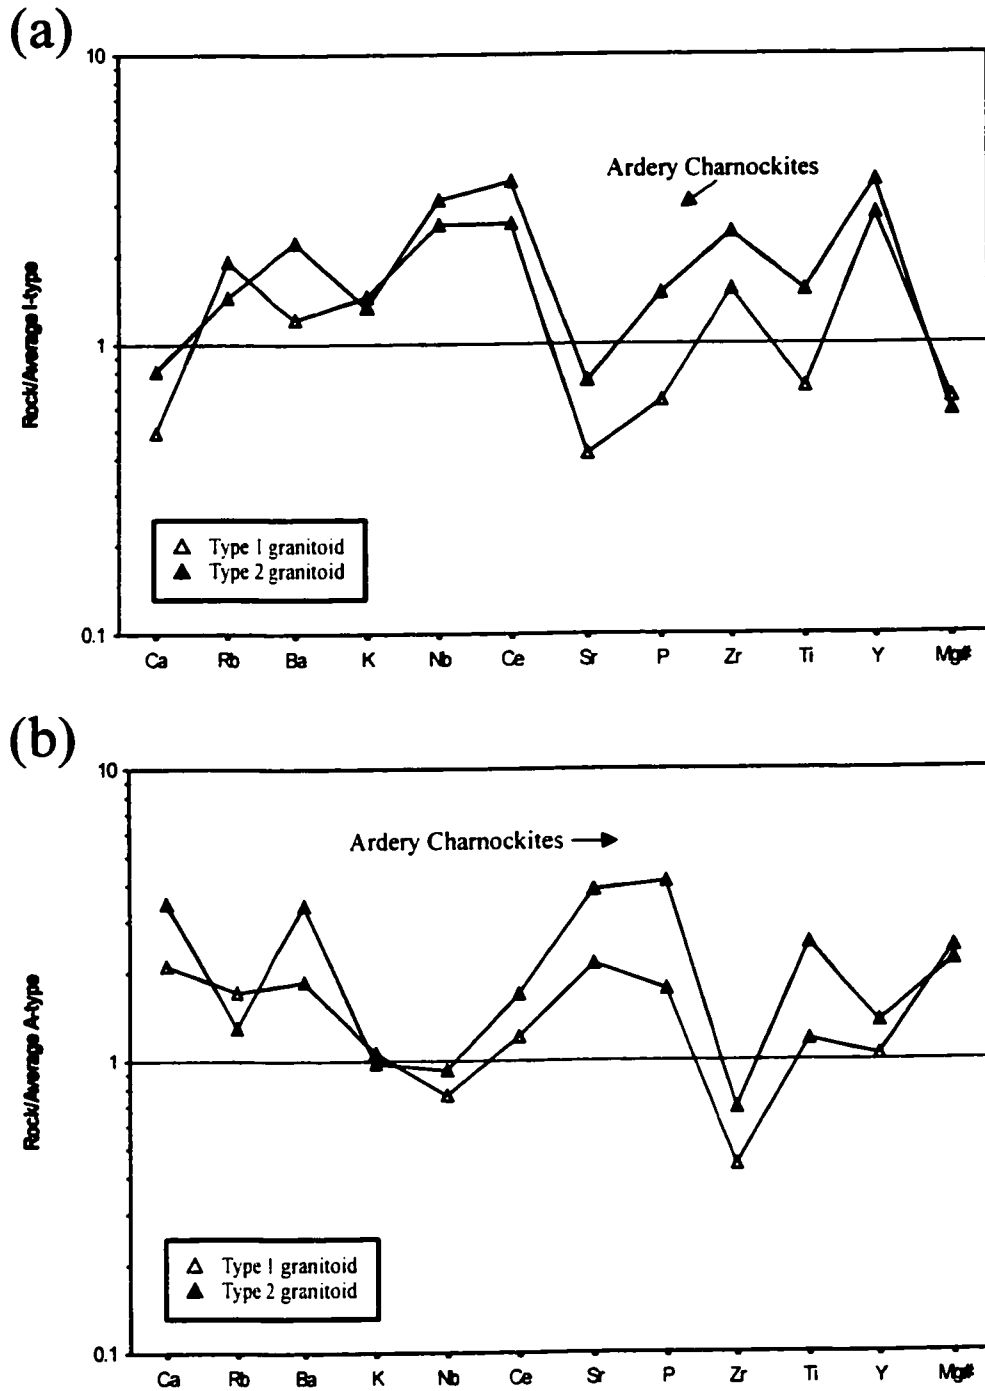 (a)
10
Ardery Charnockites
Rock/Average I-type
1
Type 1 granitoid
Type 2 granitoid
0.1
Ca Rb Ba K Nb Ce Sr P Zr Ti Y Mg#
(b)
10
Ardery Charnockites
Rock/Average A-type
1
Type 1 granitoid
Type 2 granitoid
0.1
Ca Rb Ba K Nb Ce Sr P Zr Ti Y Mg#